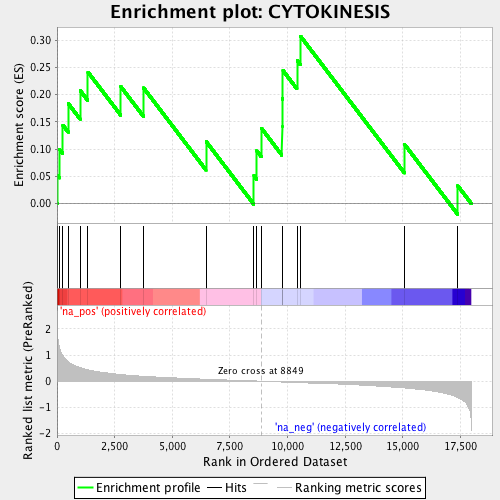 Enrichment plot: CYTOKINESIS
Enrichment score (ES)
0.30
0.25
0.20
0.15
0.10
0.05
0.00
'na_pos' (positively correlated)
Ranked list metric (PreRanked)
2
1
0
-1
-2
Zero cross at 8849
'na_neg' (negatively correlated)
0
2,500
5,000
7,500
10,000
12,500
15,000
17,500
Rank in Ordered Dataset
Enrichment profile
Hits
Ranking metric scores